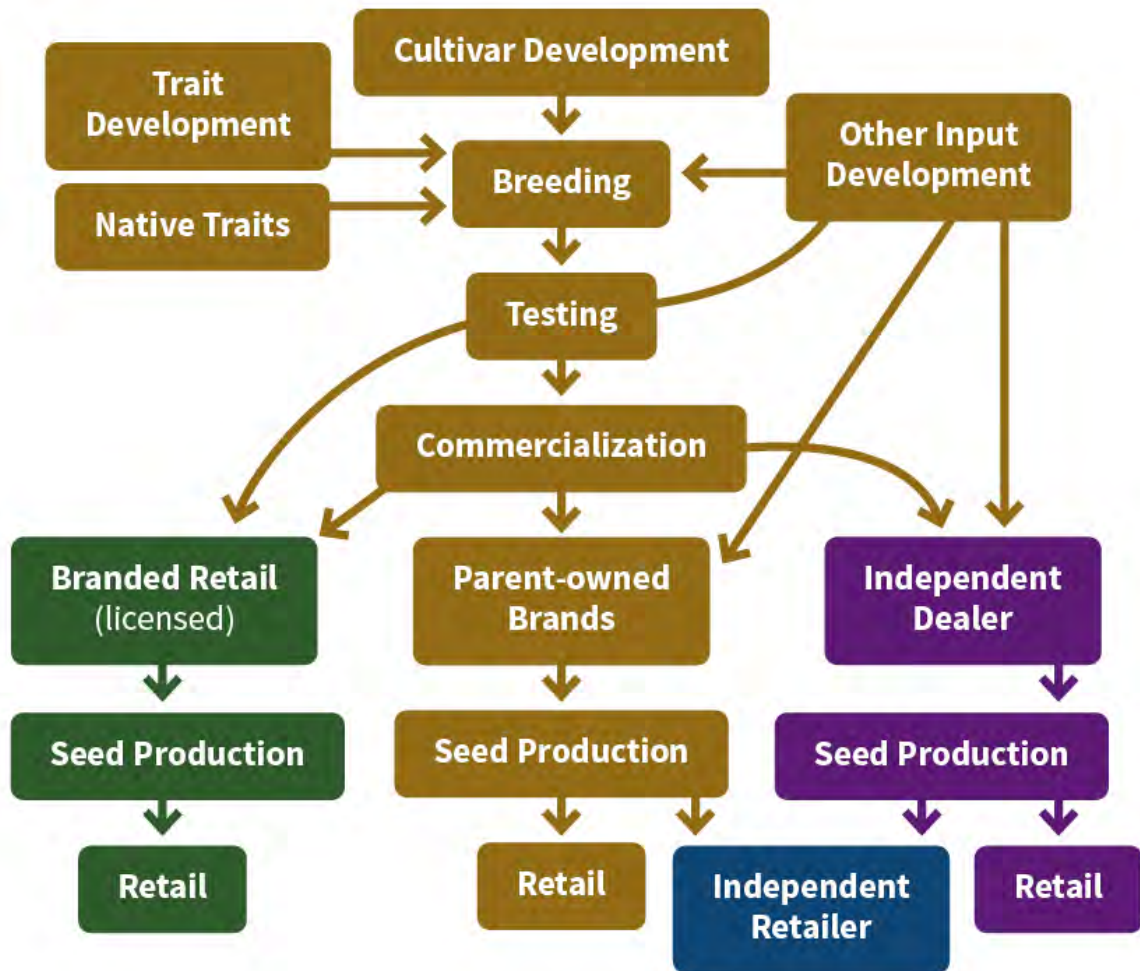 Cultivar Development
Trait
Development
Other Input
Development
Breeding
Native Traits
Testing
Commercialization
Branded Retail
(licensed)
Parent-owned
Brands
Independent
Dealer
Seed Production
Seed Production
Seed Production
Retail
Retail
Independent
Retailer
Retail